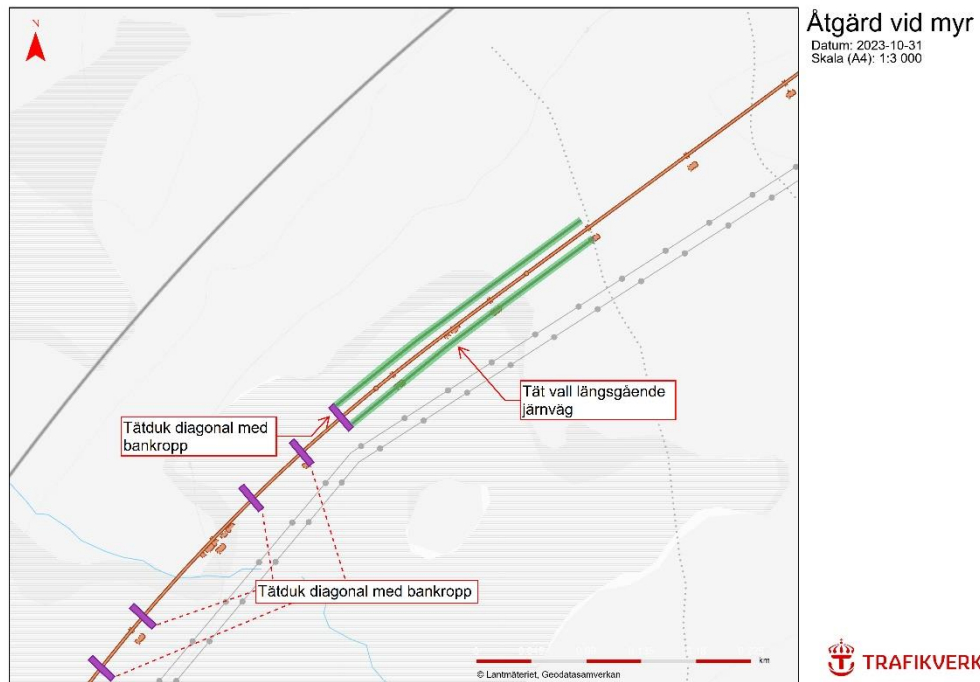 Åtgärd vid myr
Datum: 2023-10-31
Skala (A4): 1:3 000
N
Tät vall längsgående
järnväg
Tätduk diagonal med
bankropp
Tätduk diagonal med bankropp
km
© Lantmäteriet, Geodatasamverkan
TRAFIKVERK